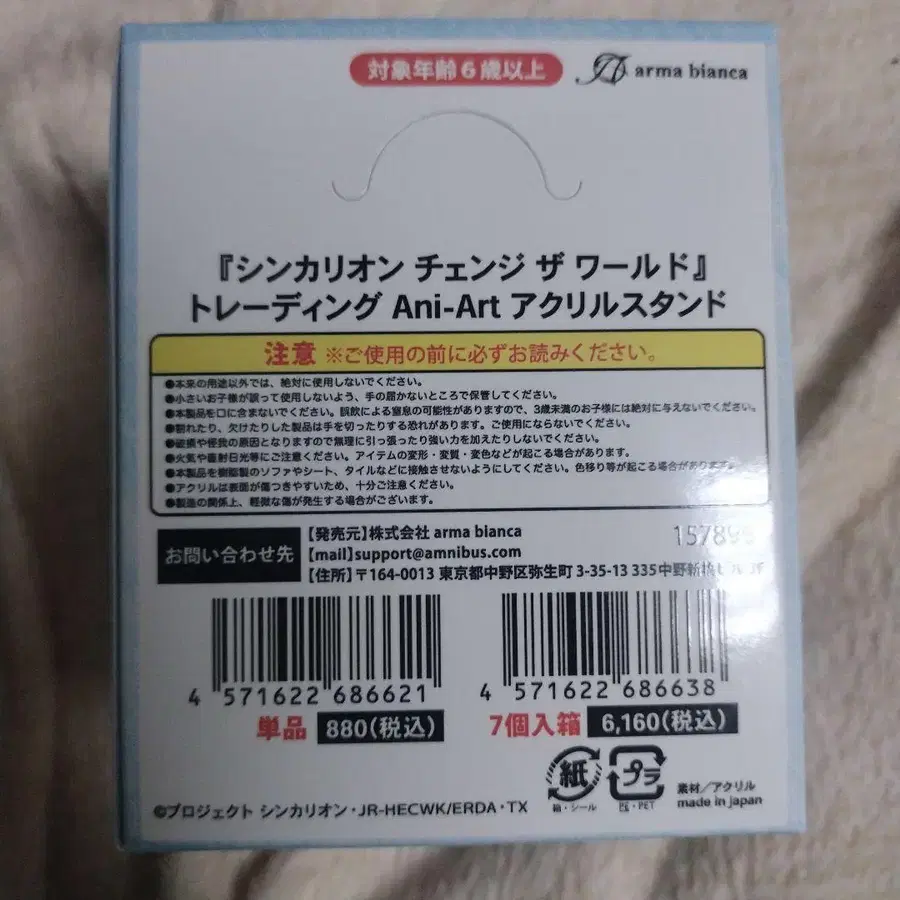 対象年齢6歳以上
arma bianca
『シンカリオン チェンジ ザ ワールド』
トレーディング Ani-Art アクリルスタンド
注意 ※ご使用の前に必ずお読みください。
●本来の用途以外では、絶対に使用しないでください。
●小さいお子様が誤って使用しないよう、手の届かないところで保管してください。
●本製品を口に含まないでください。誤飲による窒息の可能性がありますので、3歳未満のお子様には絶対に与えないでください。
●割れたり、欠けたりした製品は手を切ったりする恐れがあります。ご使用にならないでください。
●破損や怪我の原因となりますので無理に引っ張ったり強い力を加えたりしないでください。
●火気や直射日光等にご注意ください。アイテムの変形・変質・変色などが起こる場合があります。
●本製品を樹脂製のソファやシート、タイルなどに接触させないようにしてください。色移り等が起こる場合があります。
●アクリルは表面が傷つきやすいため、十分ご注意ください。
●製造の関係上、軽微な傷が発生する場合がございます。
お問い合わせ先
【発売元】株式会社 arma bianca
【mail】support@amnibus.com
【住所】〒164-0013 東京都中野区弥生町 3-35-13 335中野新橋ビル
4 571622 686621
単品 880(税込)
4 571622 686638
7個入箱 6,160(税込)
紙
箱・シール
プラ
PE・PET
素材/アクリル
made in japan
©プロジェクト シンカリオン・JR-HECWK/ERDA・TX